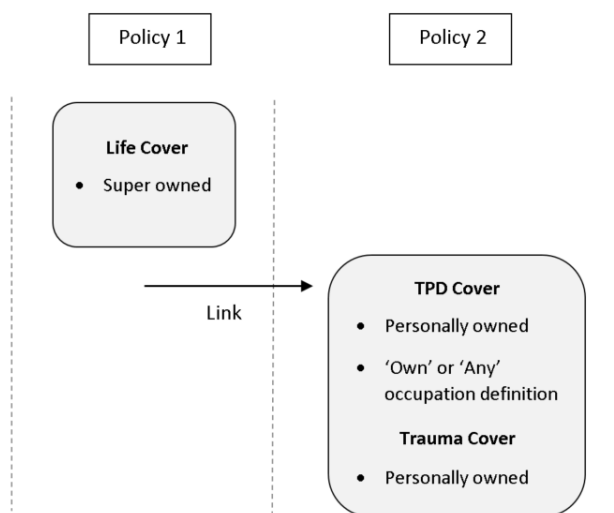 Policy 1
Policy 2
Life Cover
• Super owned
Link
TPD Cover
• Personally owned
• ‘Own’ or ‘Any’
occupation definition
Trauma Cover
• Personally owned